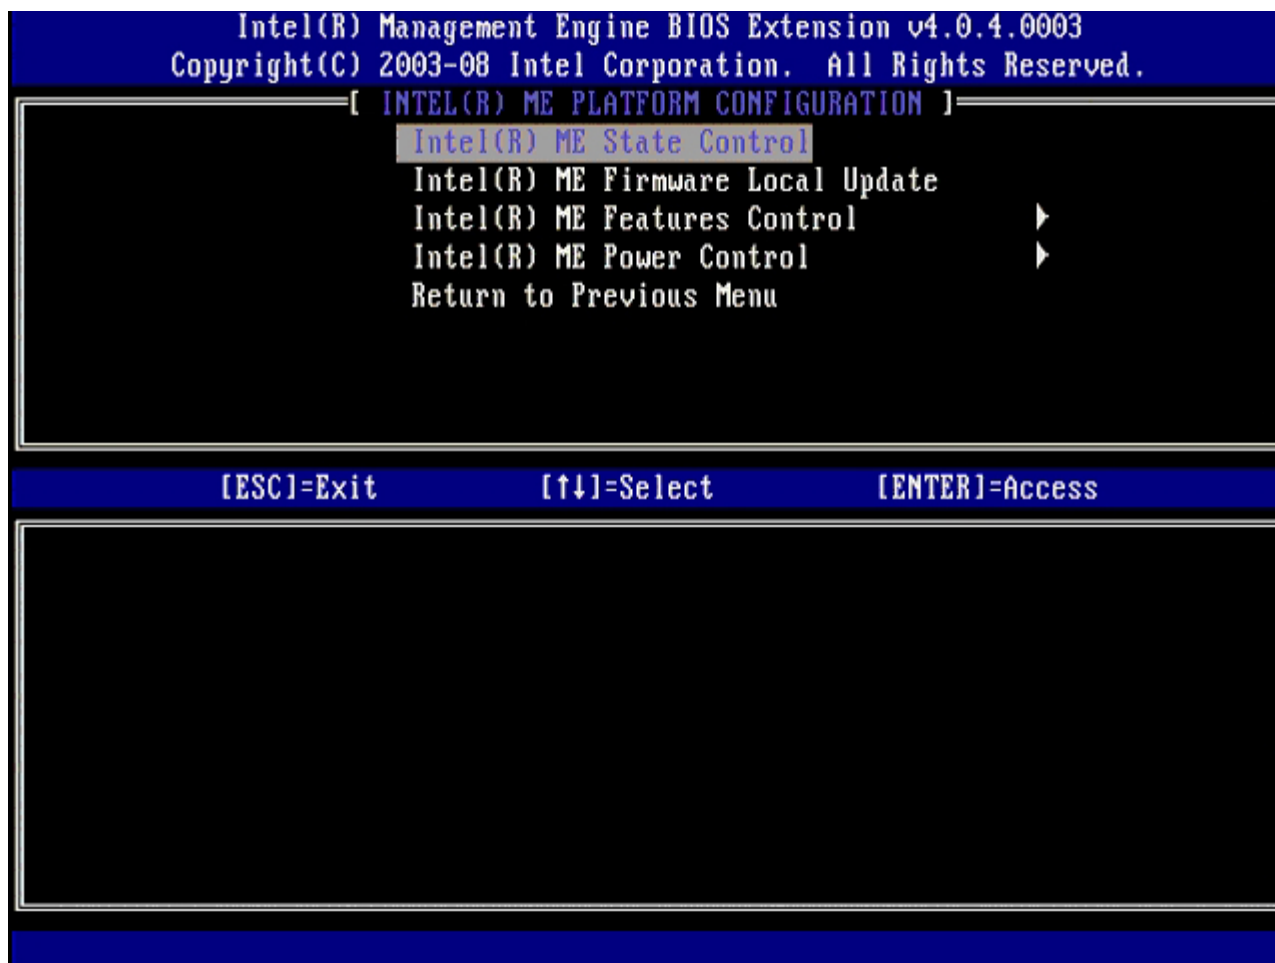 Intel(R) Management Engine BIOS Extension v4.0.4.0003
Copyright(C) 2003-08 Intel Corporation. All Rights Reserved.
[ INTEL(R) ME PLATFORM CONFIGURATION ]
Intel(R) ME State Control
Intel(R) ME Firmware Local Update
Intel(R) ME Features Control ►
Intel(R) ME Power Control ►
Return to Previous Menu
[ESC]=Exit [↑↓]=Select [ENTER]=Access